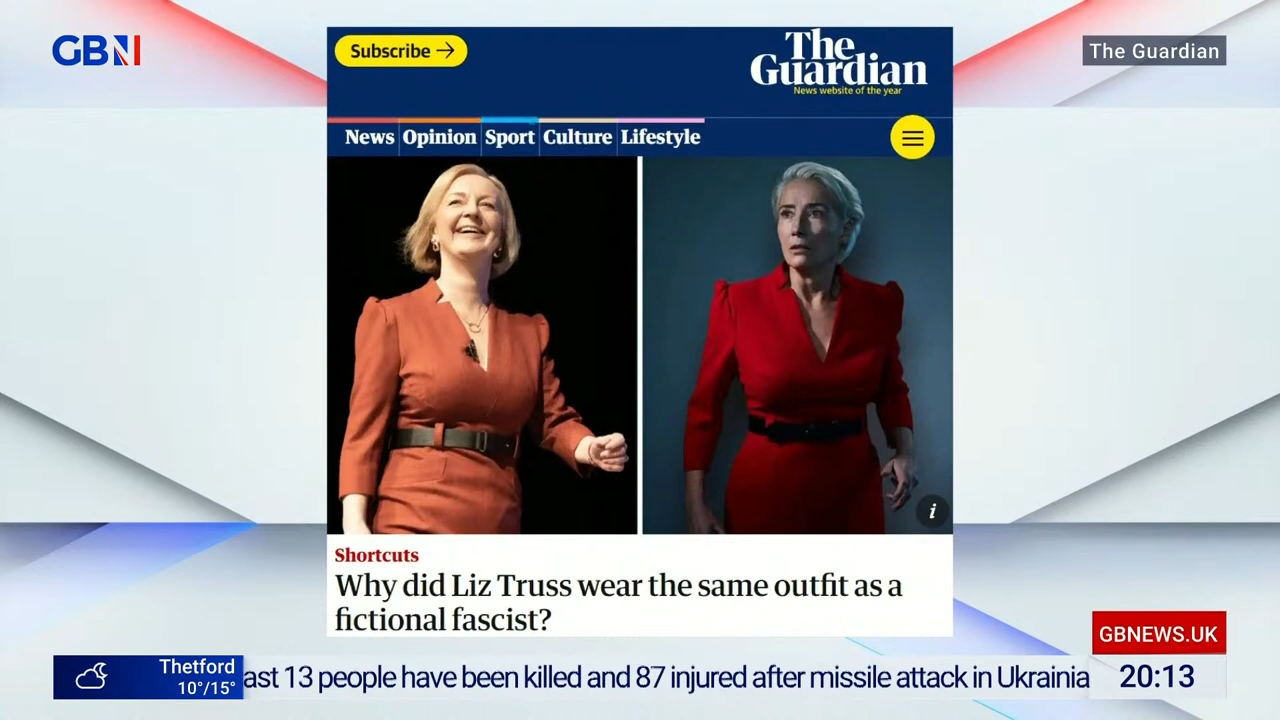 GBN
Subscribe →
The Guardian
News website of the year
The Guardian
News Opinion Sport Culture Lifestyle
i
Shortcuts
Why did Liz Truss wear the same outfit as a
fictional fascist?
GBNEWS.UK
Thetford
10°/15°
ast 13 people have been killed and 87 injured after missile attack in Ukrainia
20:13